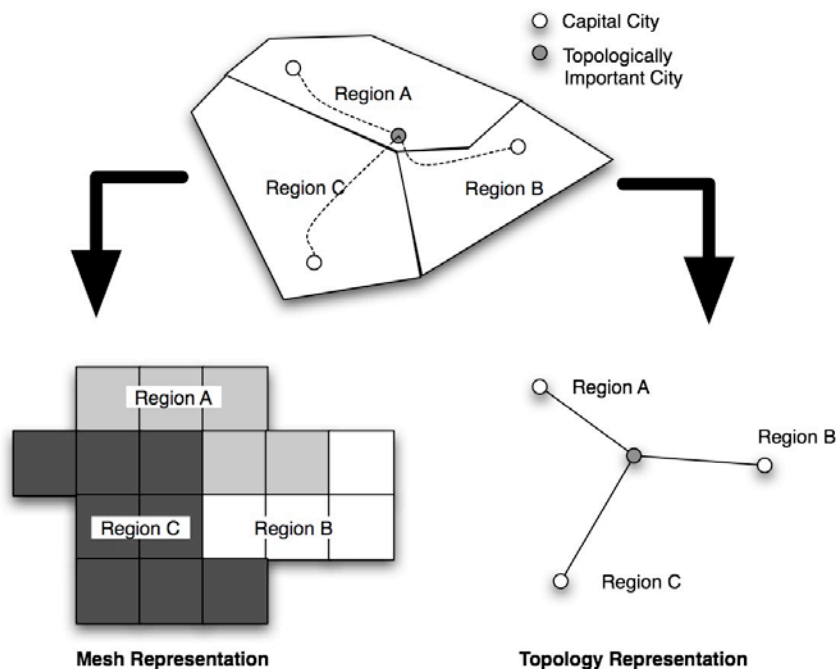 Capital City
Topologically
Important City
Region A
Region C
Region B
Region A
Region C
Region B
Mesh Representation
Region A
Region B
Region C
Topology Representation